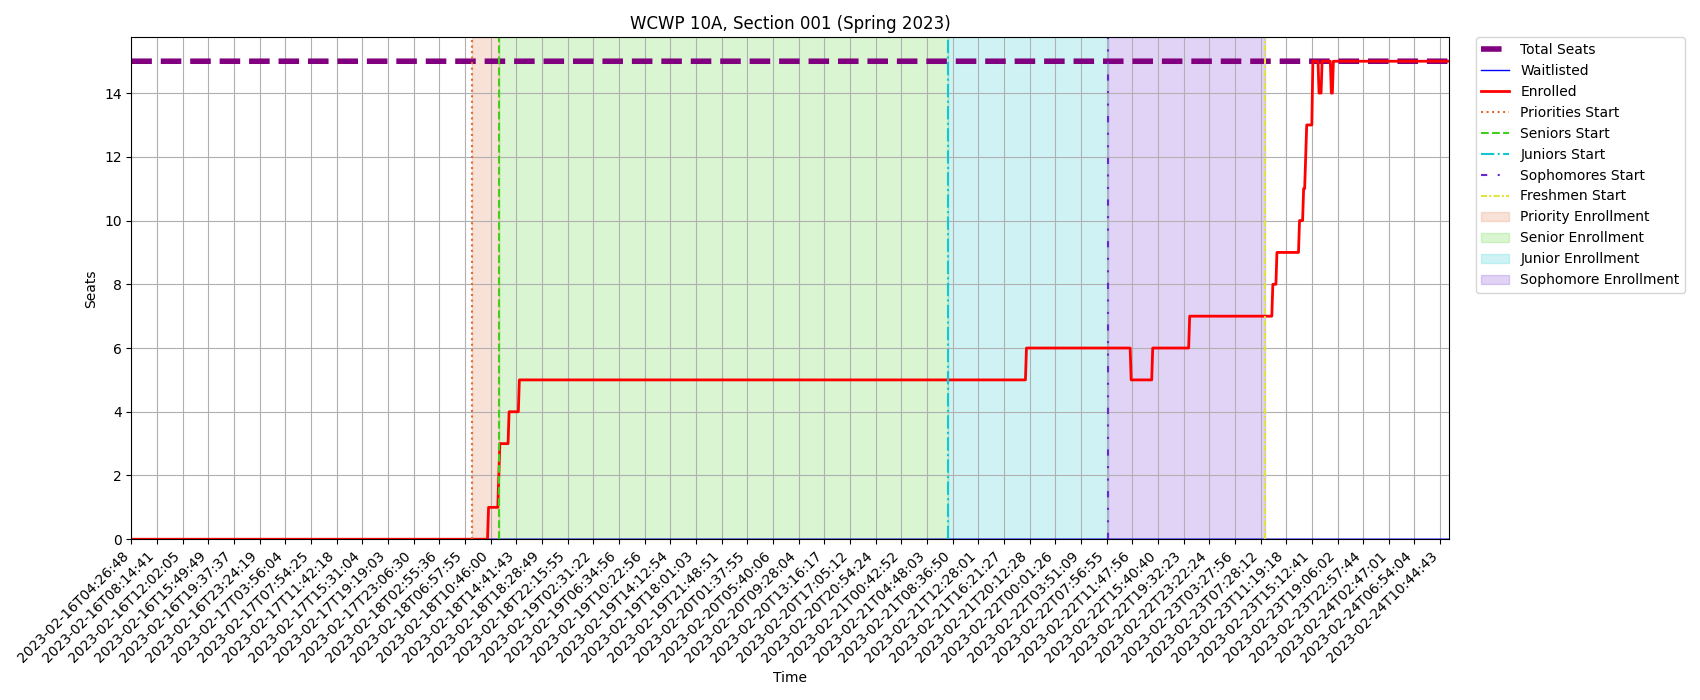 WCWP 10A, Section 001 (Spring 2023)
Total Seats
Waitlisted
Enrolled
Priorities Start
Seniors Start
Juniors Start
Sophomores Start
Freshmen Start
Priority Enrollment
Senior Enrollment
Junior Enrollment
Sophomore Enrollment
Seats
14
12
10
8
6
4
2
0
2023-02-16T04:26:48
2023-02-16T08:14:41
2023-02-16T12:02:05
2023-02-16T15:49:49
2023-02-16T19:37:37
2023-02-16T23:24:19
2023-02-17T03:56:04
2023-02-17T07:54:25
2023-02-17T11:42:18
2023-02-17T15:31:04
2023-02-17T19:19:03
2023-02-17T23:06:30
2023-02-18T02:55:36
2023-02-18T06:57:55
2023-02-18T10:46:00
2023-02-18T14:41:43
2023-02-18T18:28:49
2023-02-18T22:15:55
2023-02-19T02:31:22
2023-02-19T06:34:56
2023-02-19T10:22:56
2023-02-19T14:12:54
2023-02-19T18:01:03
2023-02-19T21:48:51
2023-02-20T01:37:55
2023-02-20T05:40:06
2023-02-20T09:28:04
2023-02-20T13:16:17
2023-02-20T17:05:12
2023-02-20T20:54:24
2023-02-21T00:42:52
2023-02-21T04:48:03
2023-02-21T08:36:50
2023-02-21T12:28:01
2023-02-21T16:21:27
2023-02-21T20:12:28
2023-02-22T00:01:26
2023-02-22T03:51:09
2023-02-22T07:56:55
2023-02-22T11:47:56
2023-02-22T15:40:40
2023-02-22T19:32:23
2023-02-22T23:22:24
2023-02-23T03:27:56
2023-02-23T07:28:12
2023-02-23T11:19:18
2023-02-23T15:12:41
2023-02-23T19:06:02
2023-02-23T22:57:44
2023-02-24T02:47:01
2023-02-24T06:54:04
2023-02-24T10:44:43
Time